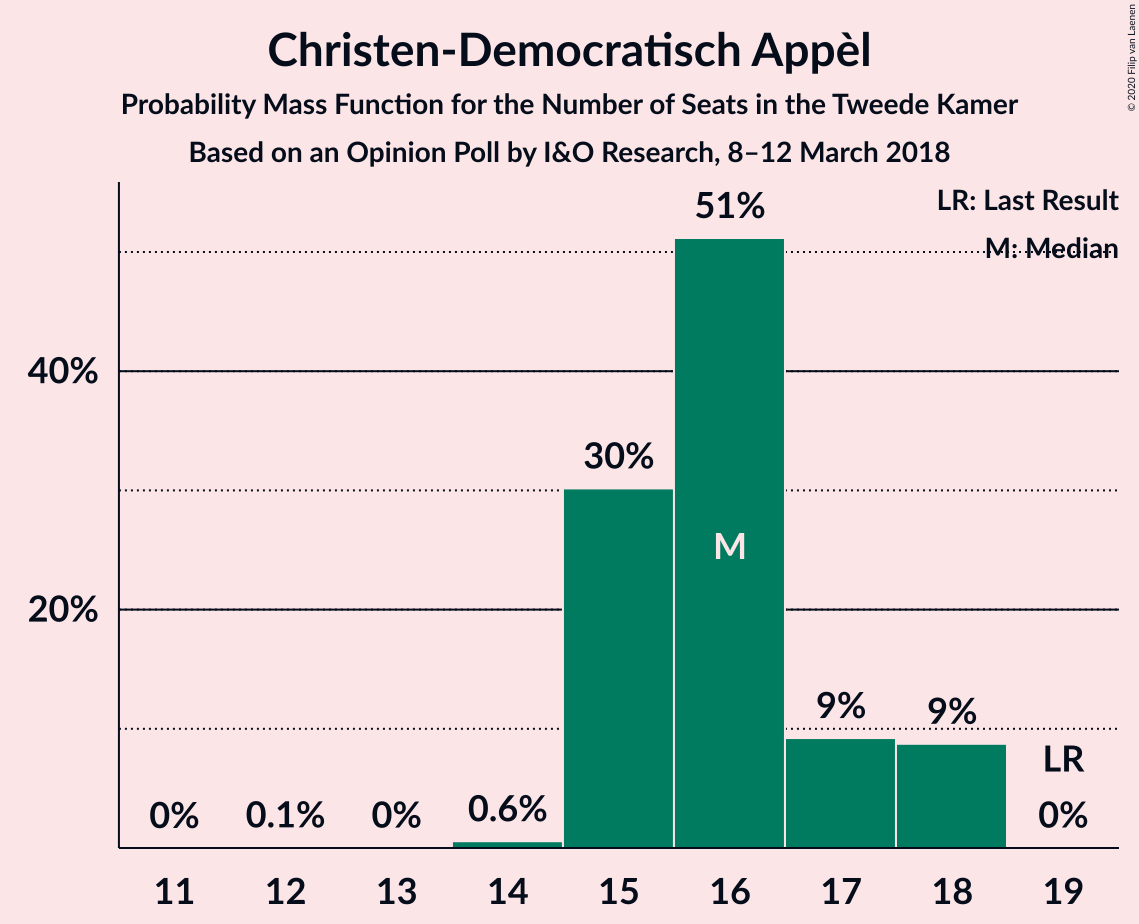 Christen-Democratisch Appèl
Probability Mass Function for the Number of Seats in the Tweede Kamer
Based on an Opinion Poll by I&O Research, 8–12 March 2018
© 2020 Filip van Laenen
LR: Last Result
M: Median
51%
40%
30%
M
20%
9%
9%
LR
0%
0.1%
0%
0.6%
0%
11 12 13 14 15 16 17 18 19